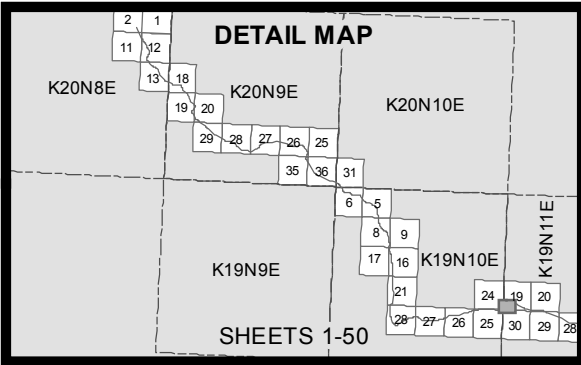 2 1
DETAIL MAP
11 12
K20N8E
13 18
K20N9E
K20N10E
19 20
29 28 27 26 25
35 36 31
6 5
8 9
K19N9E
17 16
K19N10E
K19N11E
21
24 19 20
28 27 26 25 30 29 28
SHEETS 1-50